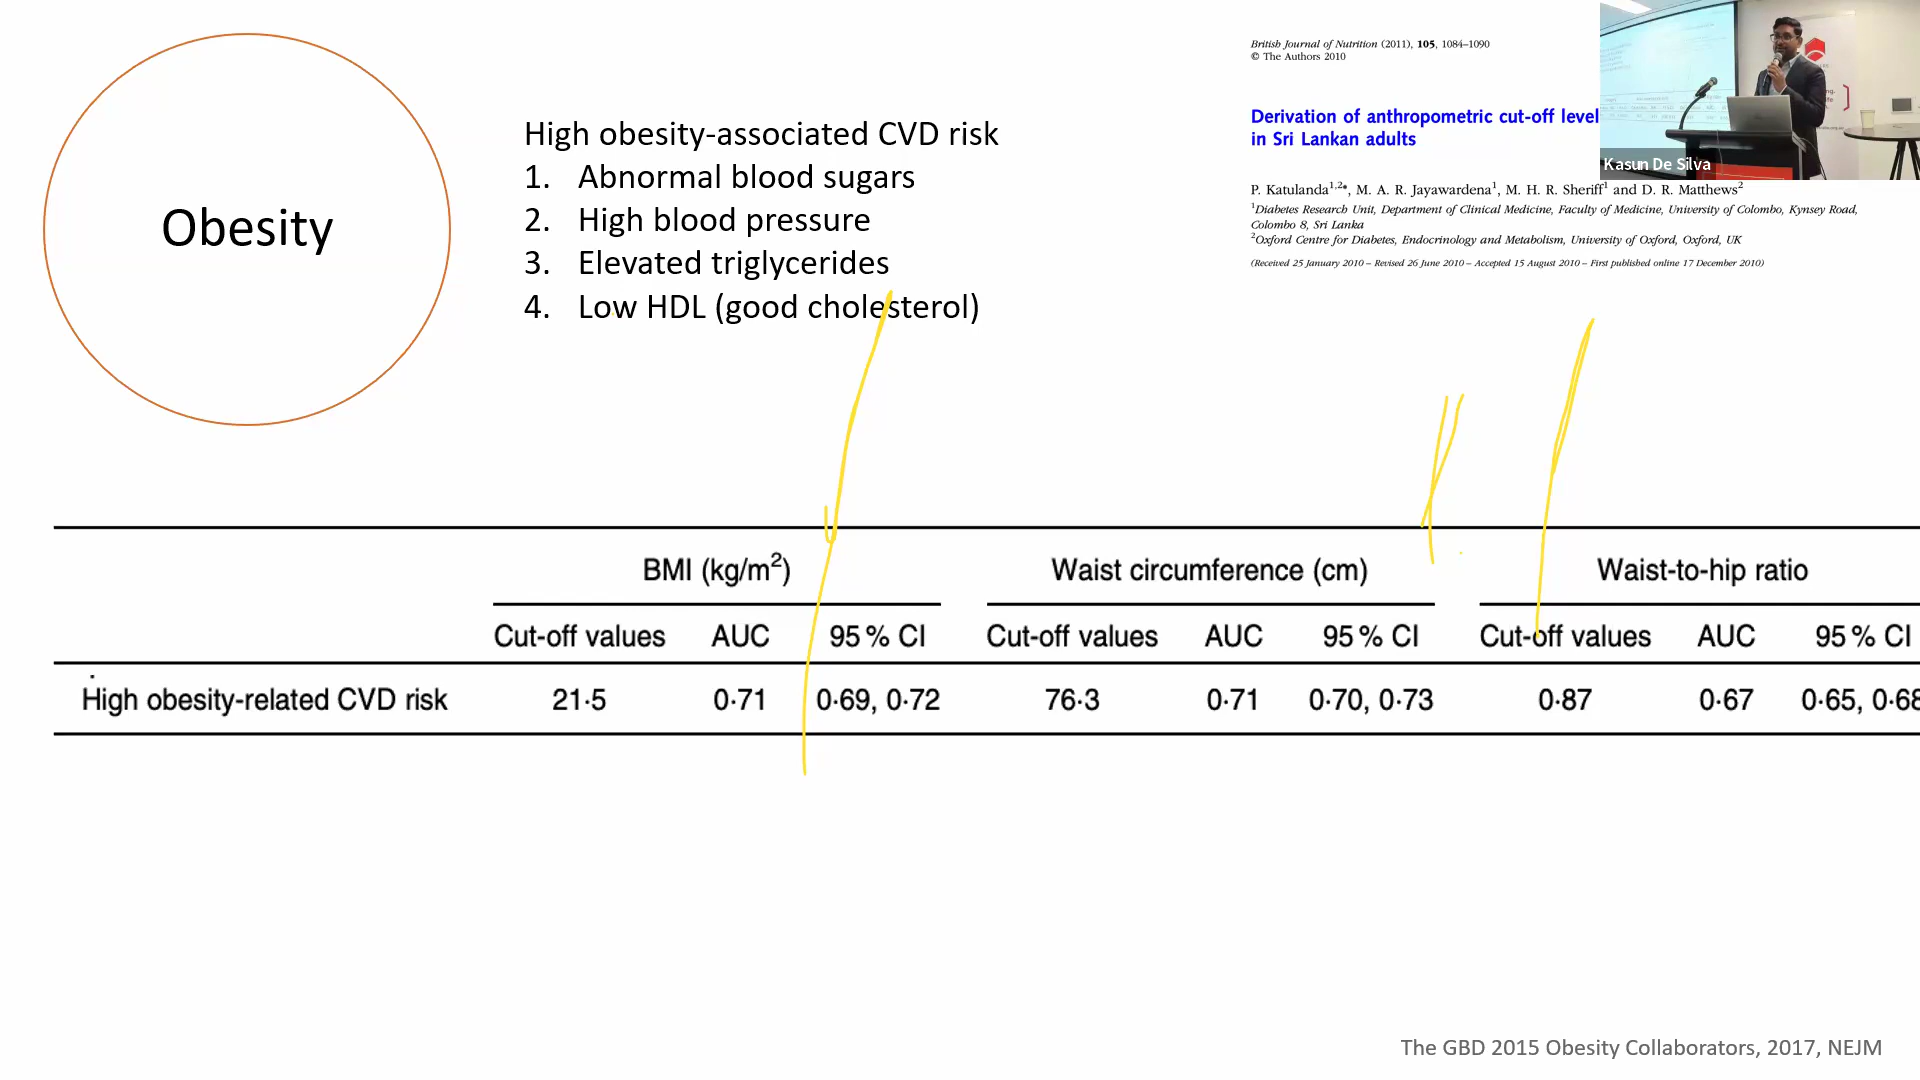 British Journal of Nutrition (2011), 105, 1084–1090
© The Authors 2010
Derivation of anthropometric cut-off level
in Sri Lankan adults
Kasun De Silva
P. Katulanda1,2*, M. A. R. Jayawardena1, M. H. R. Sheriff1 and D. R. Matthews2
1Diabetes Research Unit, Department of Clinical Medicine, Faculty of Medicine, University of Colombo, Kynsey Road,
Colombo 8, Sri Lanka
2Oxford Centre for Diabetes, Endocrinology and Metabolism, University of Oxford, Oxford, UK
(Received 25 January 2010 – Revised 26 June 2010 – Accepted 15 August 2010 – First published online 17 December 2010)
Obesity
High obesity-associated CVD risk
1. Abnormal blood sugars
2. High blood pressure
3. Elevated triglycerides
4. Low HDL (good cholesterol)
BMI (kg/m2) Waist circumference (cm) Waist-to-hip ratio
Cut-off values AUC 95 % CI Cut-off values AUC 95 % CI Cut-off values AUC 95 % CI
High obesity-related CVD risk 21·5 0·71 0·69, 0·72 76·3 0·71 0·70, 0·73 0·87 0·67 0·65, 0·68
The GBD 2015 Obesity Collaborators, 2017, NEJM